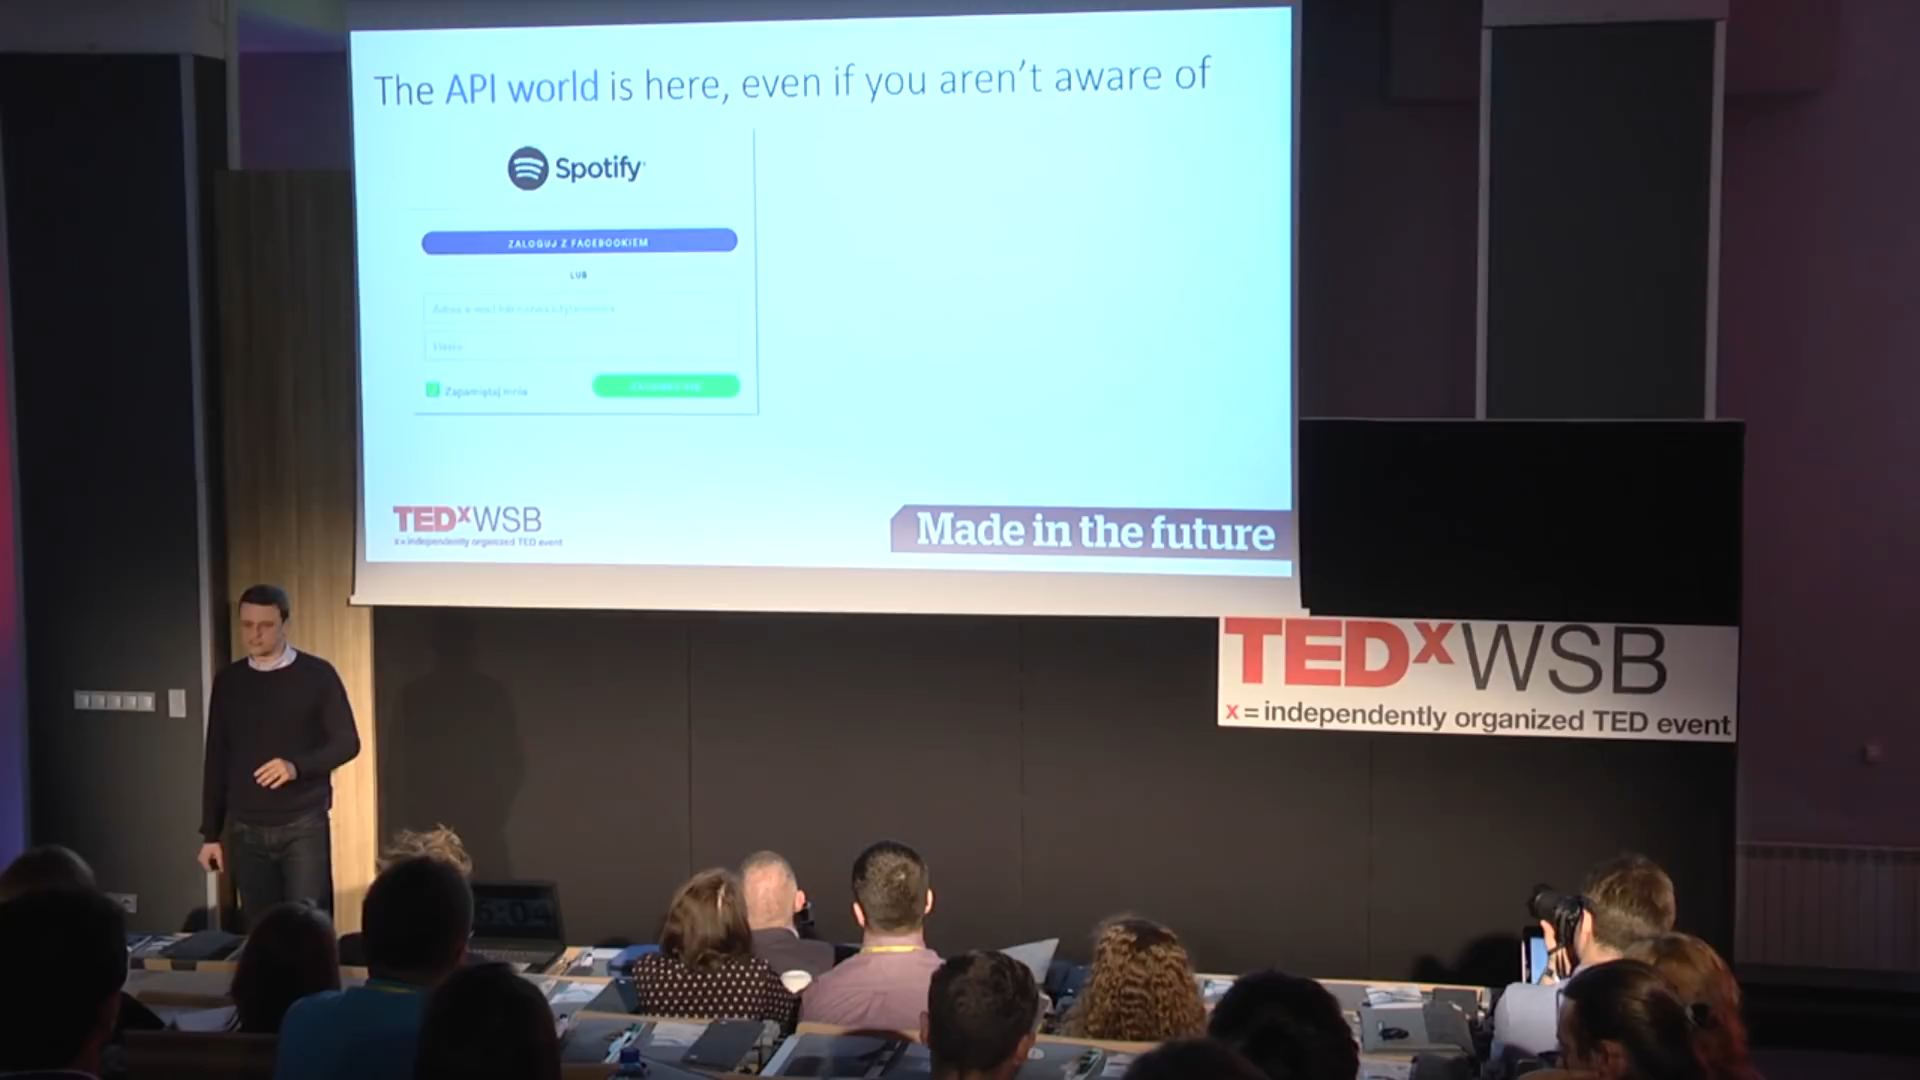 The API world is here, even if you aren't aware of
Spotify
ZALOGUJ Z FACEBOOKIEM
LUB
Zapamiętaj mnie
TEDxWSB
x = independently organized TED event
Made in the future
TEDxWSB
x = independently organized TED event